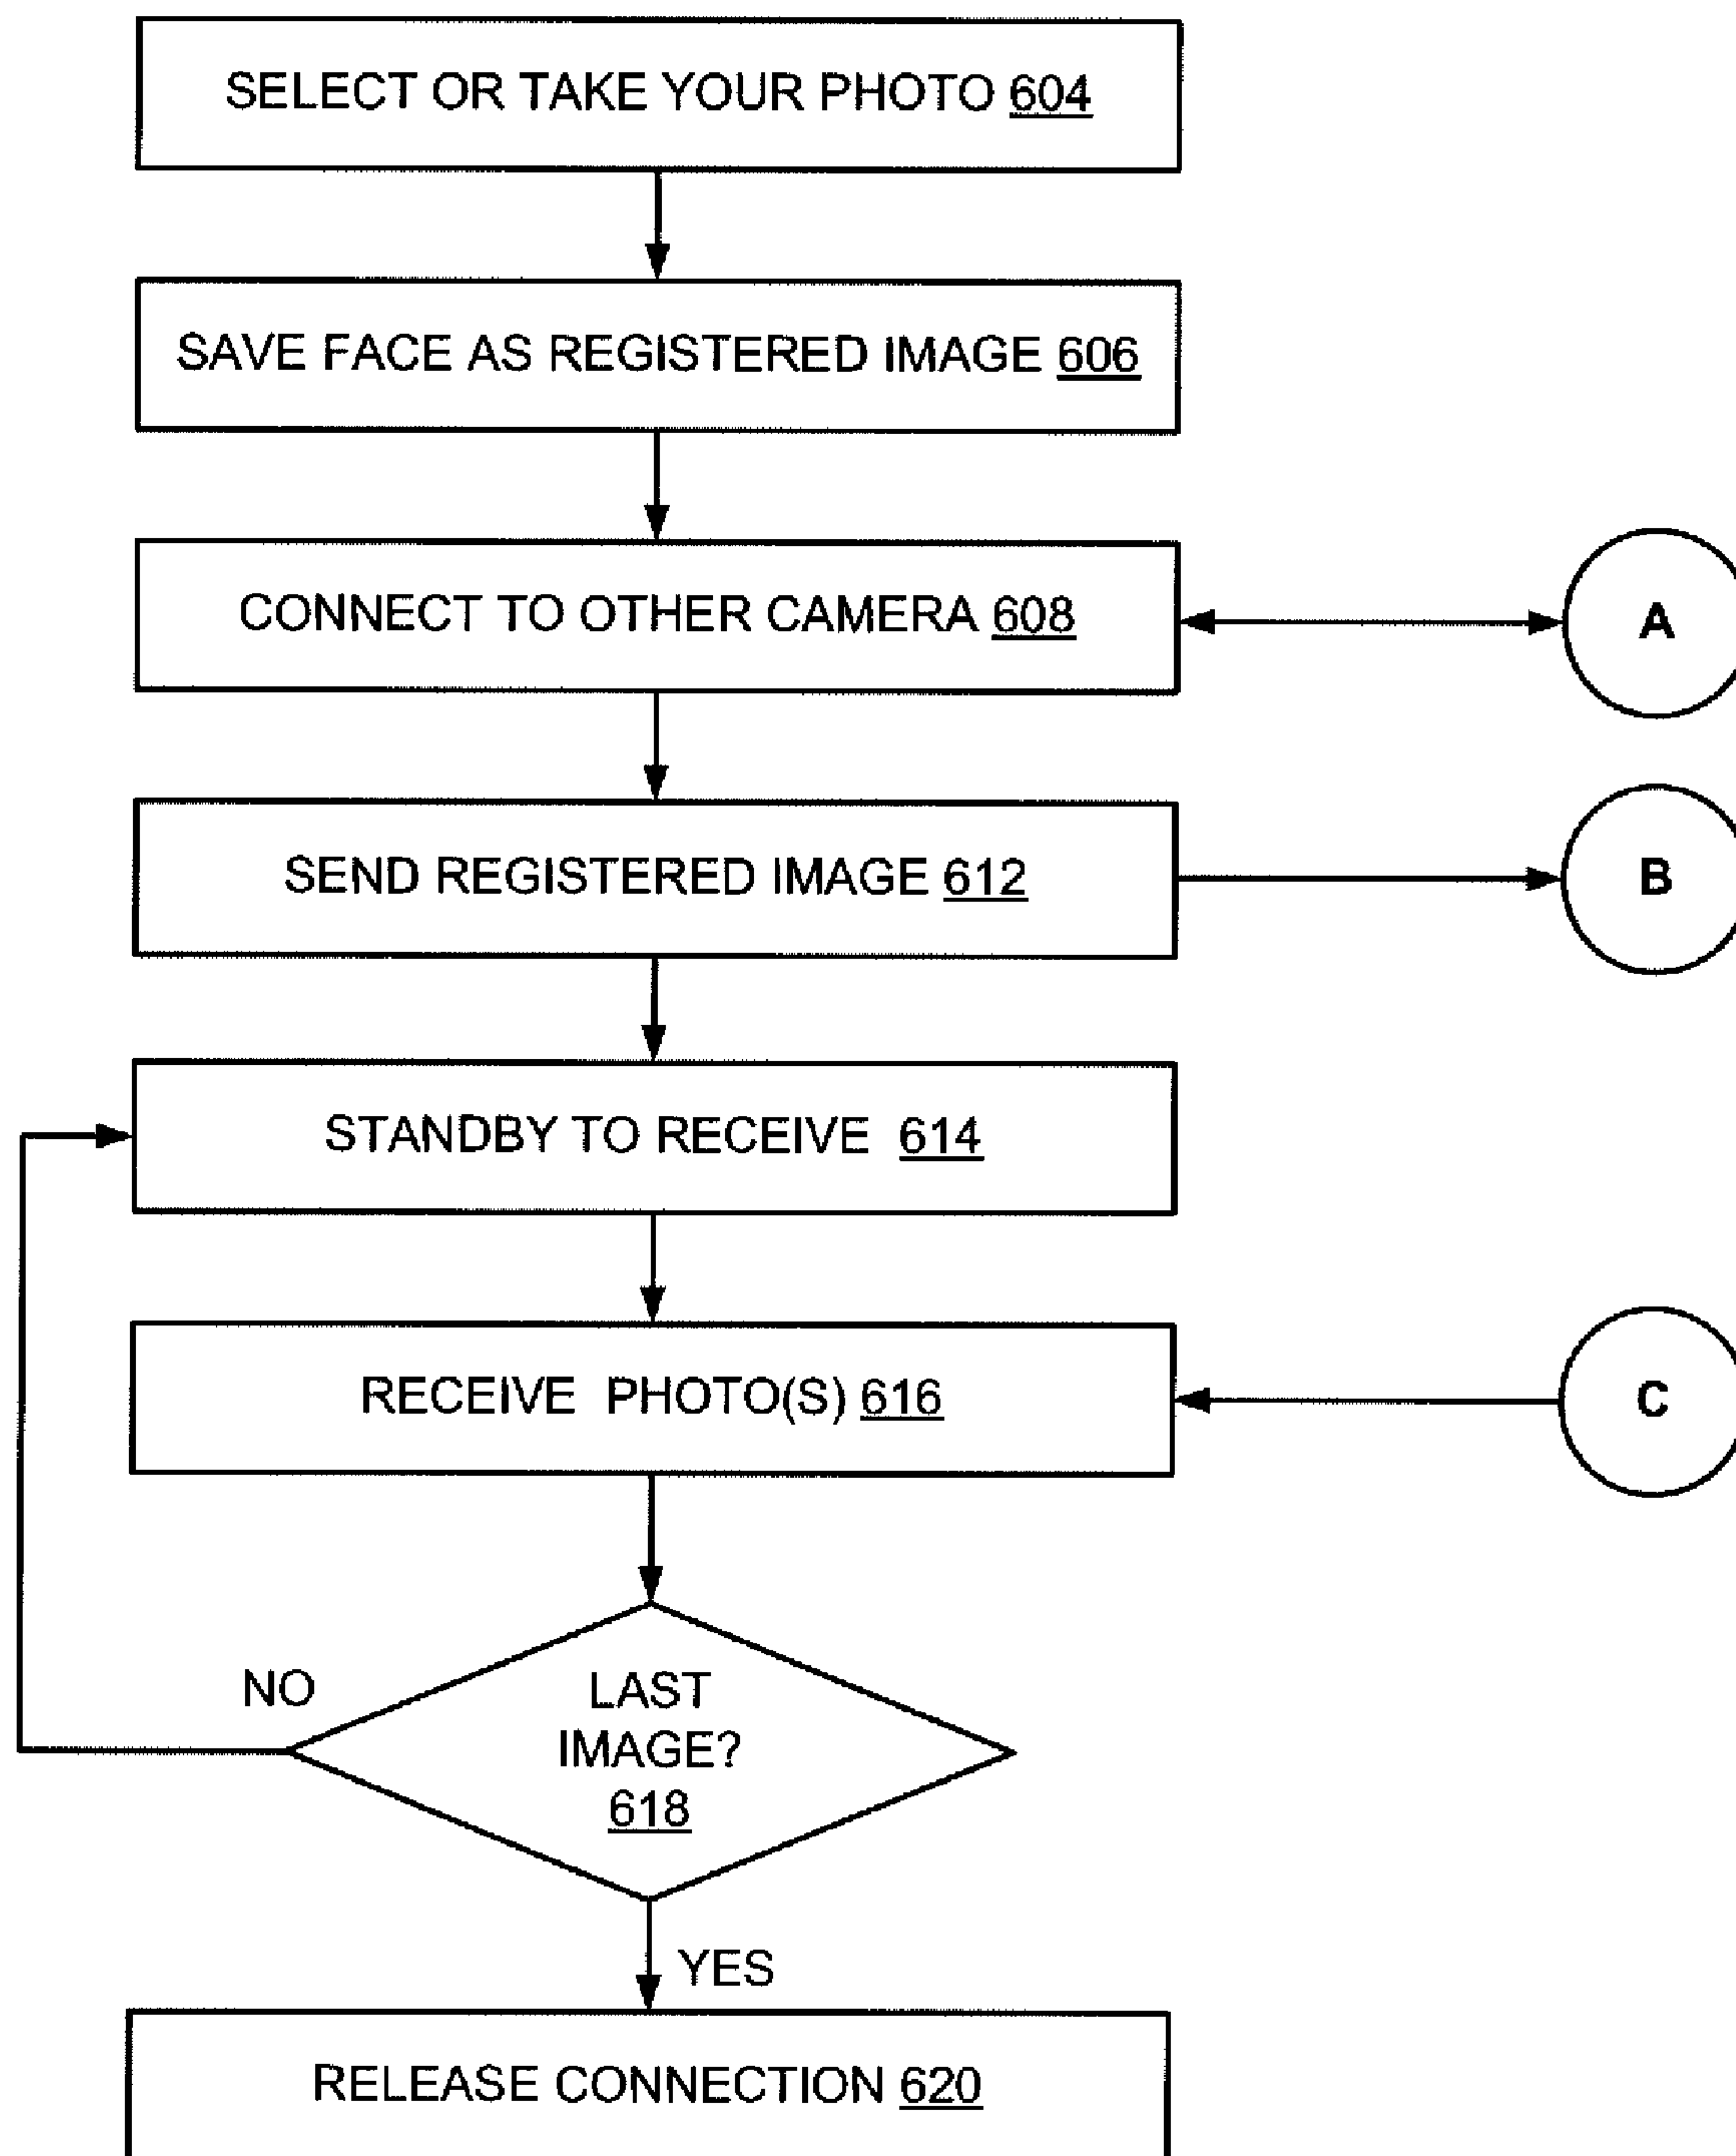 SELECT OR TAKE YOUR PHOTO 604
SAVE FACE AS REGISTERED IMAGE 606
CONNECT TO OTHER CAMERA 608
A
SEND REGISTERED IMAGE 612
B
STANDBY TO RECEIVE 614
RECEIVE PHOTO(S) 616
C
NO
LAST
IMAGE?
618
YES
RELEASE CONNECTION 620